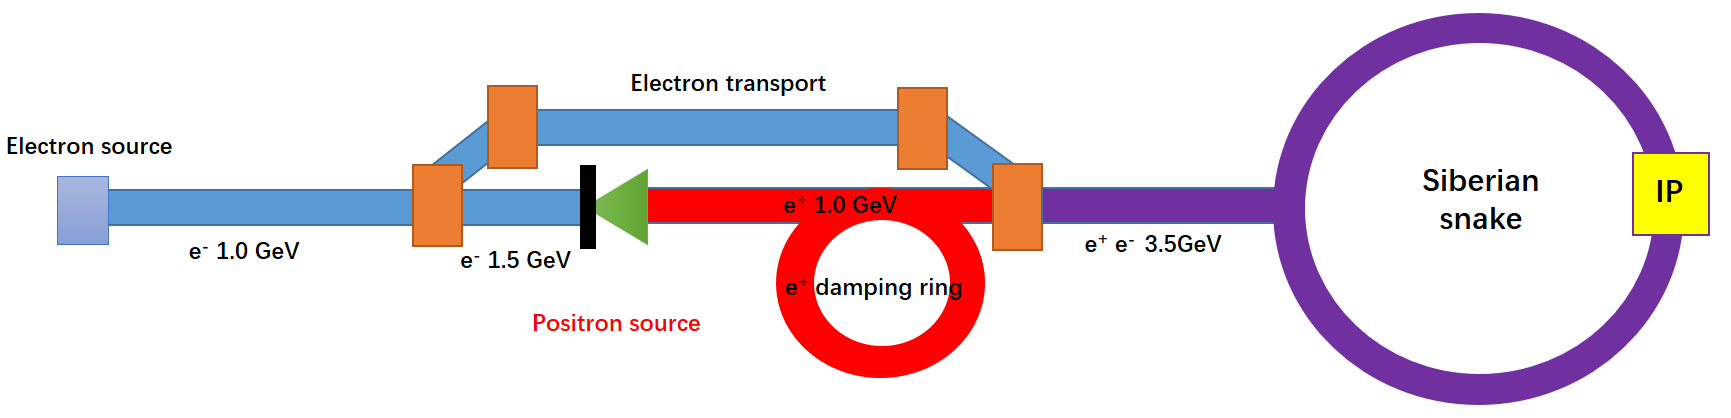 Electron source
Electron transport
e- 1.0 GeV
e- 1.5 GeV
Positron source
e+ 1.0 GeV
e+ damping ring
e+ e- 3.5GeV
Siberian
snake
IP